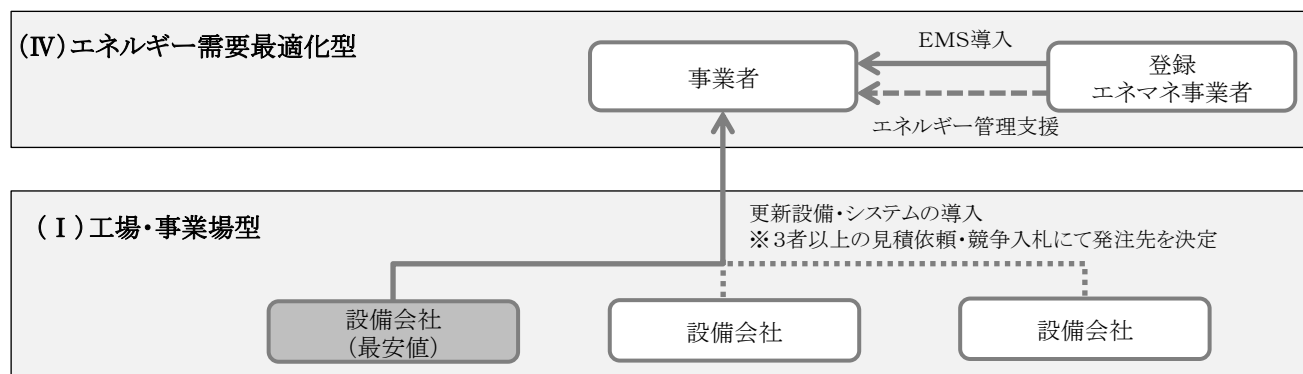 (Ⅳ)エネルギー需要最適化型
EMS導入
事業者
登録
エネマネ事業者
エネルギー管理支援
(Ⅰ)工場・事業場型
更新設備・システムの導入
※3者以上の見積依頼・競争入札にて発注先を決定
設備会社
(最安値)
設備会社
設備会社